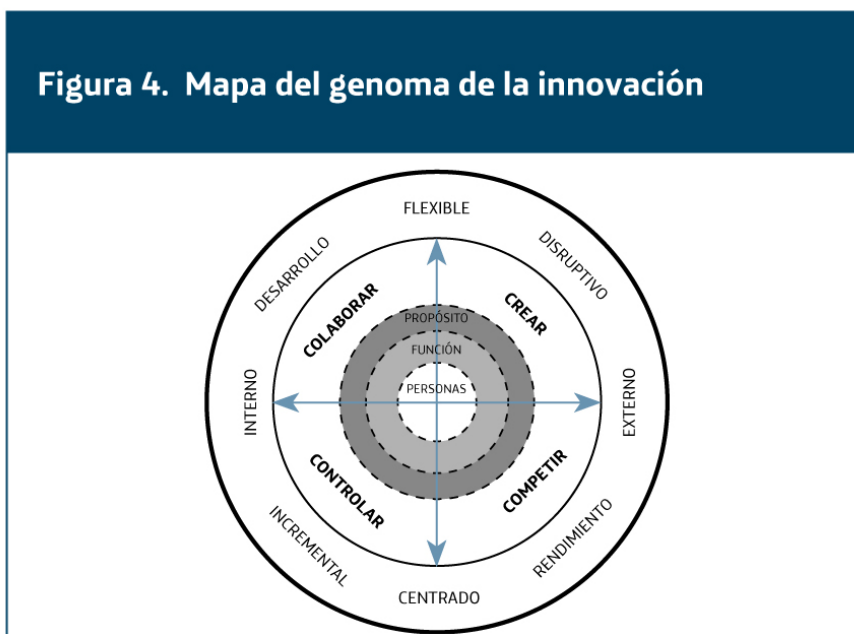 Figura 4. Mapa del genoma de la innovación
FLEXIBLE
DESARROLLO
DISRUPTIVO
COLABORAR
CREAR
PROPÓSITO
FUNCIÓN
PERSONAS
INTERNO
EXTERNO
CONTROLAR
COMPETIR
INCREMENTAL
RENDIMIENTO
CENTRADO